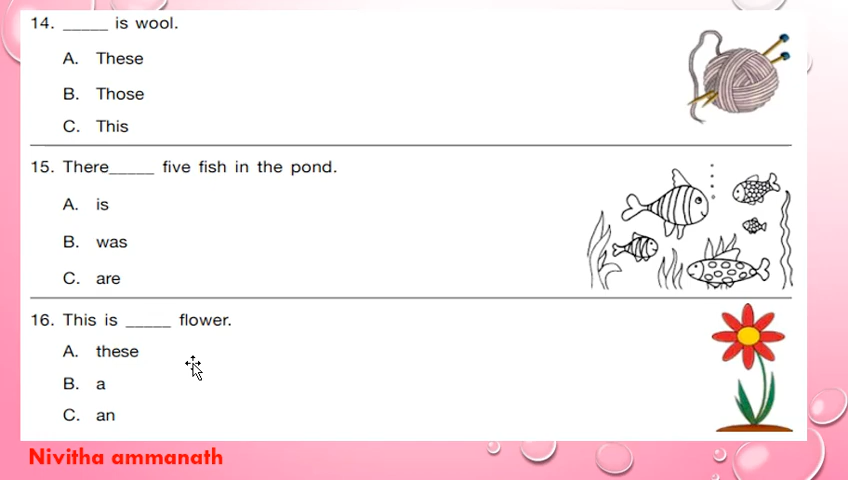 14. _____ is wool.
A. These
B. Those
C. This
15. There_____ five fish in the pond.
A. is
B. was
C. are
16. This is _____ flower.
A. these
B. a
C. an
Nivitha ammanath